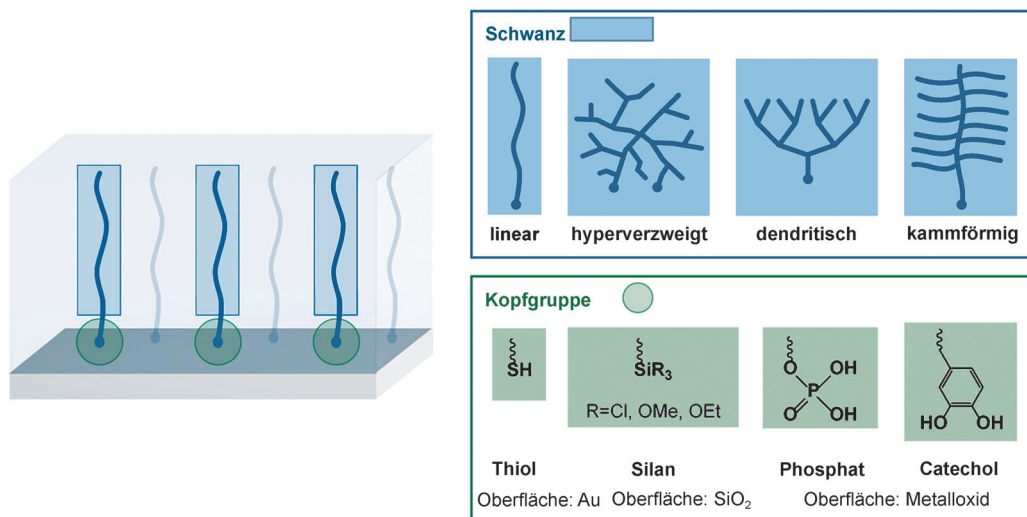 Schwanz
linear hyperverzweigt dendritisch kammförmig
Kopfgruppe
SH
SiR3
R=Cl, OMe, OEt
O OH
P
O OH
HO OH
Thiol Silan Phosphat Catechol
Oberfläche: Au Oberfläche: SiO2 Oberfläche: Metalloxid